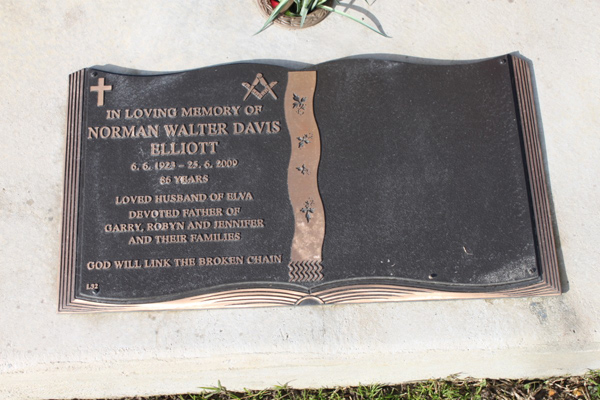 IN LOVING MEMORY OF
NORMAN WALTER DAVIS
ELLIOTT
6. 6. 1923 – 25. 6. 2009
86 YEARS
LOVED HUSBAND OF ELVA
DEVOTED FATHER OF
GARRY, ROBYN AND JENNIFER
AND THEIR FAMILIES
GOD WILL LINK THE BROKEN CHAIN